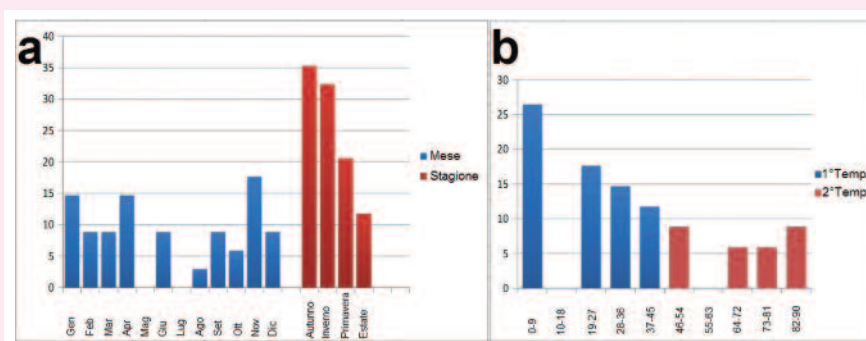 a
40
35
30
25
20
15
10
5
0
Gen
Feb
Mar
Apr
Mag
Giu
Lug
Ago
Set
Ott
Nov
Dic
Autunno
Inverno
Primavera
Estate
Mese
Stagione
b
30
25
20
15
10
5
0
0-9
10-18
19-27
28-36
37-45
46-54
55-63
64-72
73-81
82-90
1°Temp
2°Temp